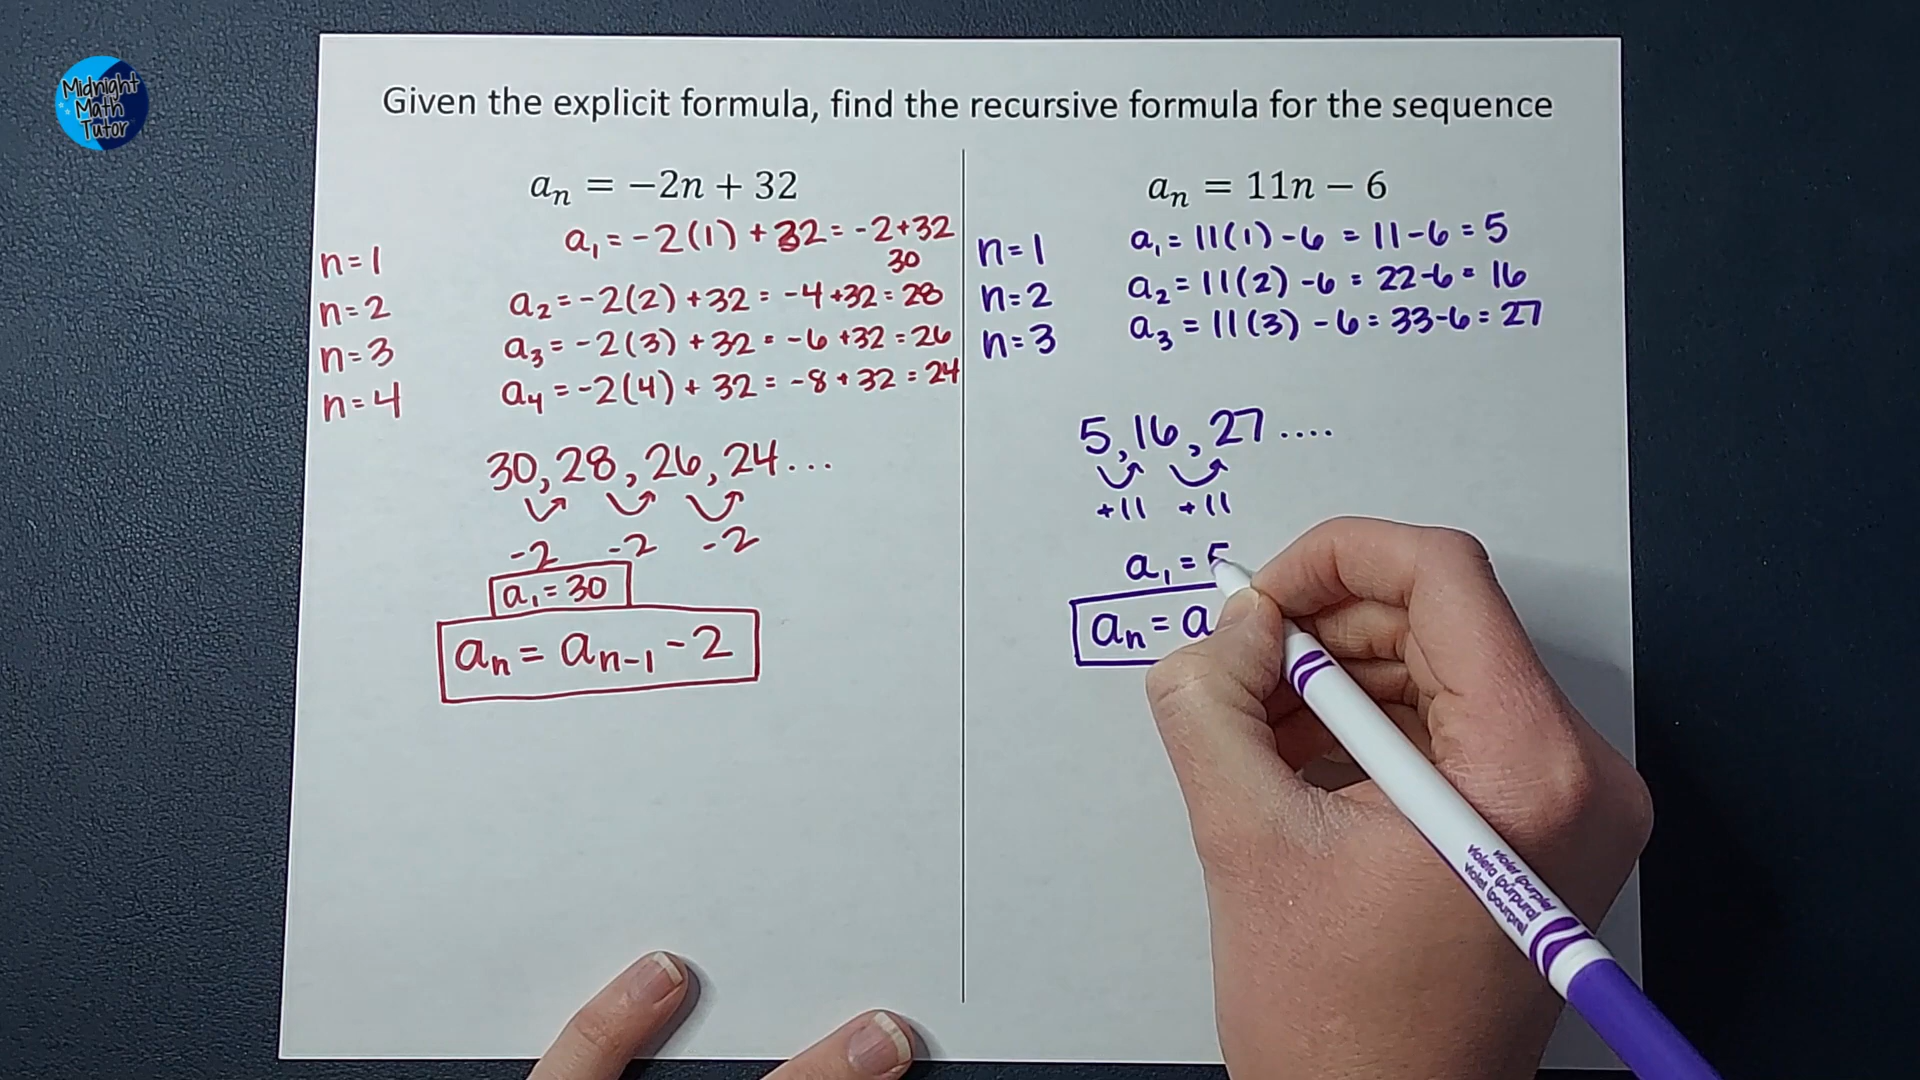 Midnight
Math
Tutor
Given the explicit formula, find the recursive formula for the sequence
aₙ = −2n + 32
a₁ = -2(1) + 32 = -2+32
30
n=1
n=2
n=3
n=4
a₂ = -2(2) +32 = -4+32 = 28
a₃ = -2(3) + 32 = -6 +32 = 26
a₄ = -2(4) + 32 = -8 + 32 = 24
30, 28, 26, 24...
-2 -2 -2
a₁ = 30
aₙ = aₙ₋₁ - 2
aₙ = 11n − 6
n=1
n=2
n=3
a₁ = 11(1) -6 = 11-6 = 5
a₂ = 11(2) -6 = 22-6 = 16
a₃ = 11(3) - 6 = 33-6 = 27
5, 16, 27....
+11 +11
a₁ = 5
aₙ = a
violet (purple)
violeta (púrpura)
violet (pourpre)